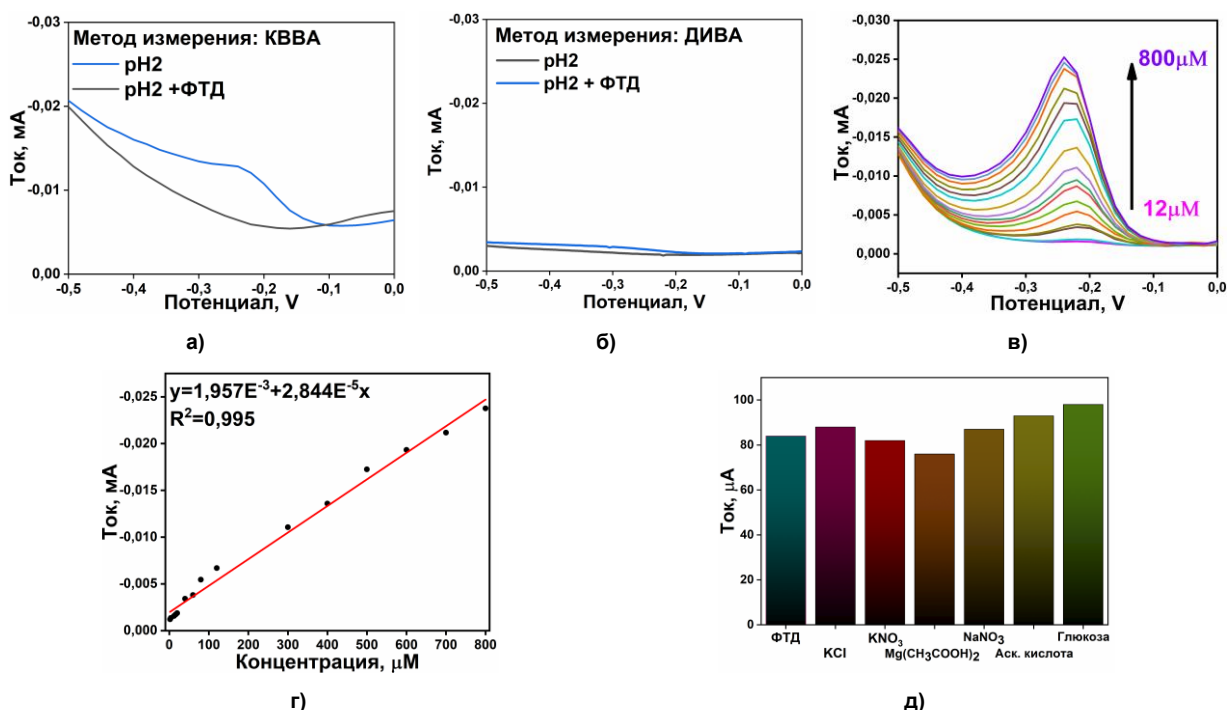 -0,03
-0,02
-0,01
0,00
Ток, мА
Метод измерения: КВВА
pH2
pH2 +ФТД
-0,5 -0,4 -0,3 -0,2 -0,1 0,0
Потенциал, V
а)
-0,03
-0,02
-0,01
0,00
Ток, мА
Метод измерения: ДИВА
pH2
pH2 + ФТД
-0,5 -0,4 -0,3 -0,2 -0,1 0,0
Потенциал, V
б)
-0,030
-0,025
-0,020
-0,015
-0,010
-0,005
0,000
Ток, мА
800µM
12µM
-0,5 -0,4 -0,3 -0,2 -0,1 0,0
Потенциал, V
в)
-0,025
-0,020
-0,015
-0,010
-0,005
0,000
Ток, мА
y=1,957E⁻³+2,844E⁻⁵x
R²=0,995
0 100 200 300 400 500 600 700 800
Концентрация, µM
г)
100
80
60
40
20
0
Ток, µA
ФТД KNO₃ NaNO₃ Глюкоза
KCl Mg(CH3COOH)₂ Аск. кислота
д)